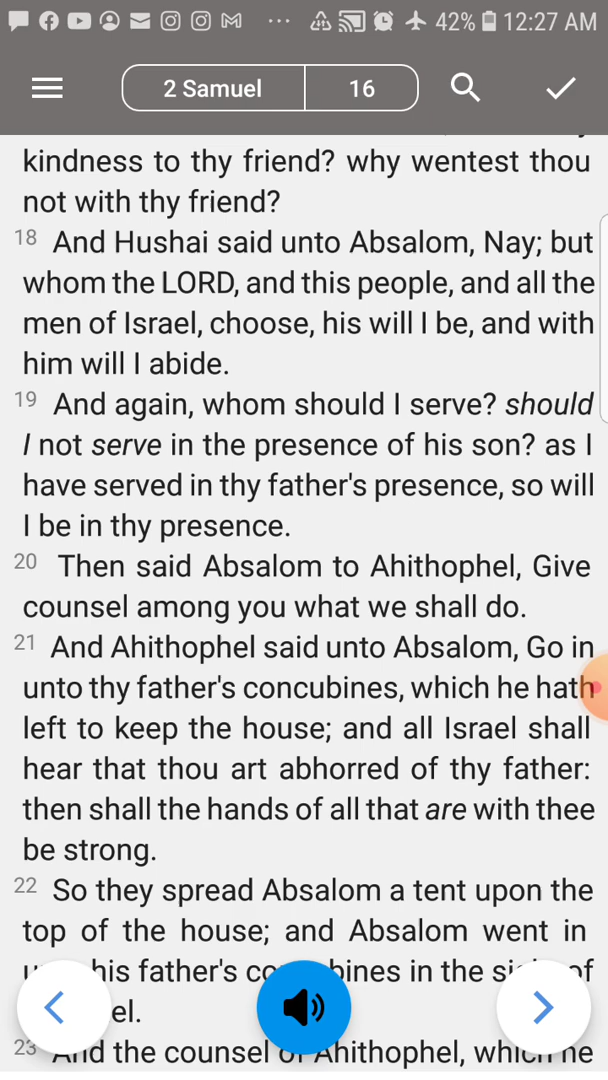 42% 12:27 AM
2 Samuel 16
kindness to thy friend? why wentest thou
not with thy friend?
18 And Hushai said unto Absalom, Nay; but
whom the LORD, and this people, and all the
men of Israel, choose, his will I be, and with
him will I abide.
19 And again, whom should I serve? should
I not serve in the presence of his son? as I
have served in thy father's presence, so will
I be in thy presence.
20 Then said Absalom to Ahithophel, Give
counsel among you what we shall do.
21 And Ahithophel said unto Absalom, Go in
unto thy father's concubines, which he hath
left to keep the house; and all Israel shall
hear that thou art abhorred of thy father:
then shall the hands of all that are with thee
be strong.
22 So they spread Absalom a tent upon the
top of the house; and Absalom went in
his father's in the of
23 And the counsel of Ahithophel, which he